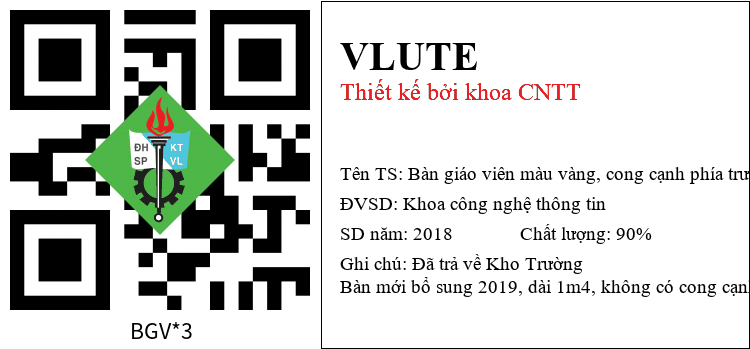 ĐH KT
SP VL
BGV*3
VLUTE
Thiết kế bởi khoa CNTT
Tên TS: Bàn giáo viên màu vàng, cong cạnh phía trư
ĐVSD: Khoa công nghệ thông tin
SD năm: 2018 Chất lượng: 90%
Ghi chú: Đã trả về Kho Trường
Bàn mới bổ sung 2019, dài 1m4, không có cong cạn